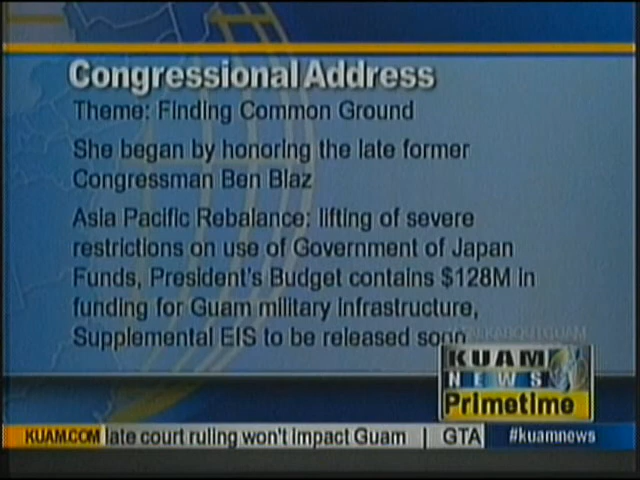 Congressional Address
Theme: Finding Common Ground
She began by honoring the late former
Congressman Ben Blaz
Asia Pacific Rebalance: lifting of severe
restrictions on use of Government of Japan
Funds, President's Budget contains $128M in
funding for Guam military infrastructure,
Supplemental EIS to be released soon
KUAM
NEWS
Primetime
KUAM.COM late court ruling won't impact Guam | GTA #kuamnews